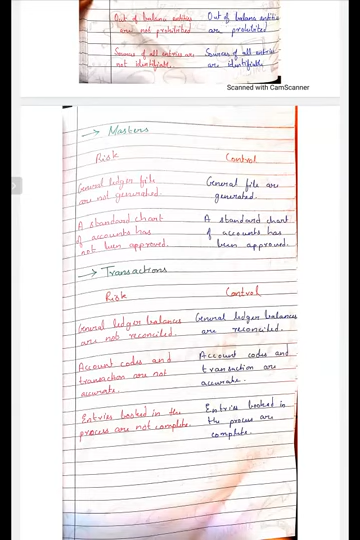 Out of balance entities Out of balance entities
are not prohibited are prohibited
Sources of all entries are Sources of all entries
not identifiable. are identifiable
Scanned with CamScanner
→ Masters
Risk Control
General ledger file General file are
are not generated. generated.
A standard chart A standard chart
of accounts has of accounts has
not been approved. been approved.
→ Transactions
Risk Control
General ledger balances General ledger balances
are not reconciled. are reconciled.
Account codes and Account codes and
transaction are not transaction are
accurate. accurate.
Entries booked in the Entries booked in
process are not complete. the process are
complete.